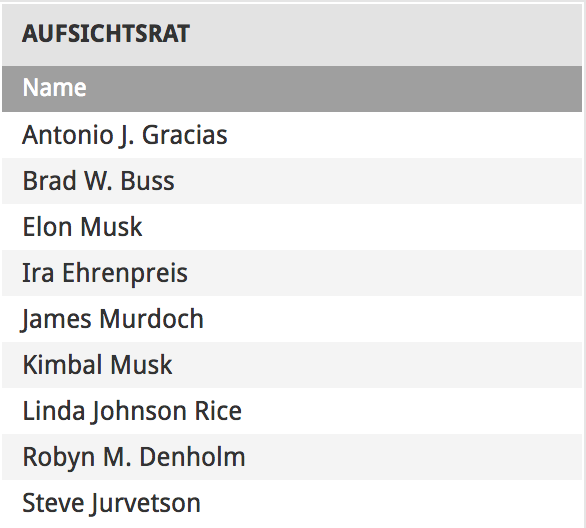 AUFSICHTSRAT
Name
Antonio J. Gracias
Brad W. Buss
Elon Musk
Ira Ehrenpreis
James Murdoch
Kimbal Musk
Linda Johnson Rice
Robyn M. Denholm
Steve Jurvetson